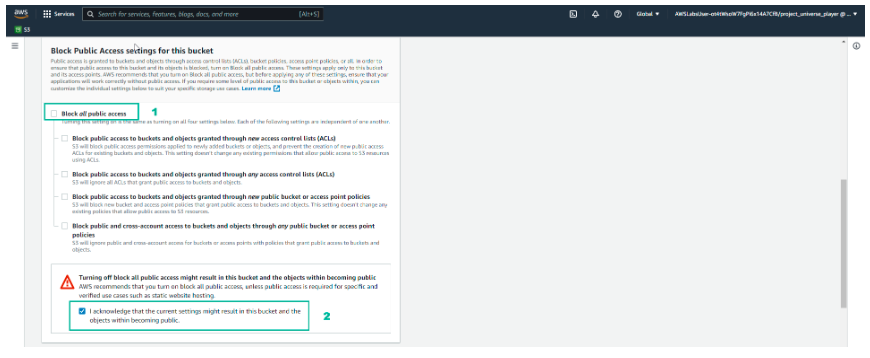 aws
Services
Search for services, features, blogs, docs, and more
[Alt+S]
Global
S3
Block Public Access settings for this bucket
Public access is granted to buckets and objects through access control lists (ACLs), bucket policies, access point policies, or all. In order to
ensure that public access to this bucket and its objects is blocked, turn on Block all public access. These settings apply only to this bucket
and its access points. AWS recommends that you turn on Block all public access, but before applying any of these settings, ensure that your
applications will work correctly without public access. If you require some level of public access to this bucket or objects within, you can
customize the individual settings below to suit your specific storage use cases. Learn more
Block all public access
1
Turning this setting on is the same as turning on all four settings below. Each of the following settings are independent of one another.
Block public access to buckets and objects granted through new access control lists (ACLs)
S3 will block public access permissions applied to newly added buckets or objects, and prevent the creation of new public access
ACLs for existing buckets and objects. This setting doesn't change any existing permissions that allow public access to S3 resources
using ACLs.
Block public access to buckets and objects granted through any access control lists (ACLs)
S3 will ignore all ACLs that grant public access to buckets and objects.
Block public access to buckets and objects granted through new public bucket or access point policies
S3 will block new bucket and access point policies that grant public access to buckets and objects. This setting doesn't change any
existing policies that allow public access to S3 resources.
Block public and cross-account access to buckets and objects through any public bucket or access point
policies
S3 will ignore public and cross-account access for buckets or access points with policies that grant public access to buckets and
objects.
Turning off block all public access might result in this bucket and the objects within becoming public
AWS recommends that you turn on block all public access, unless public access is required for specific and
verified use cases such as static website hosting.
I acknowledge that the current settings might result in this bucket and the
objects within becoming public.
2